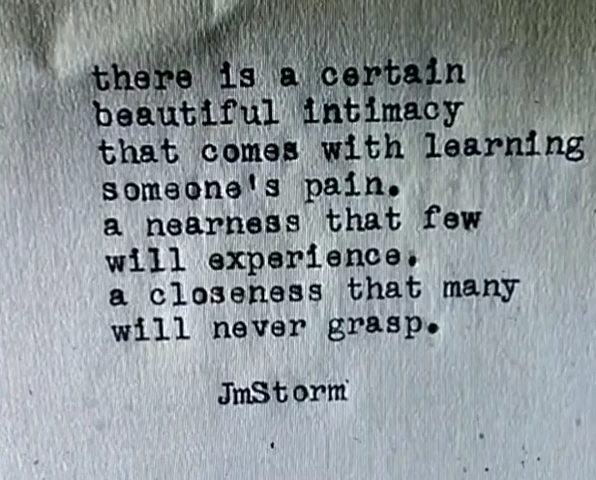 there is a certain
beautiful intimacy
that comes with learning
someone's pain.
a nearness that few
will experience.
a closeness that many
will never grasp.
JmStorm